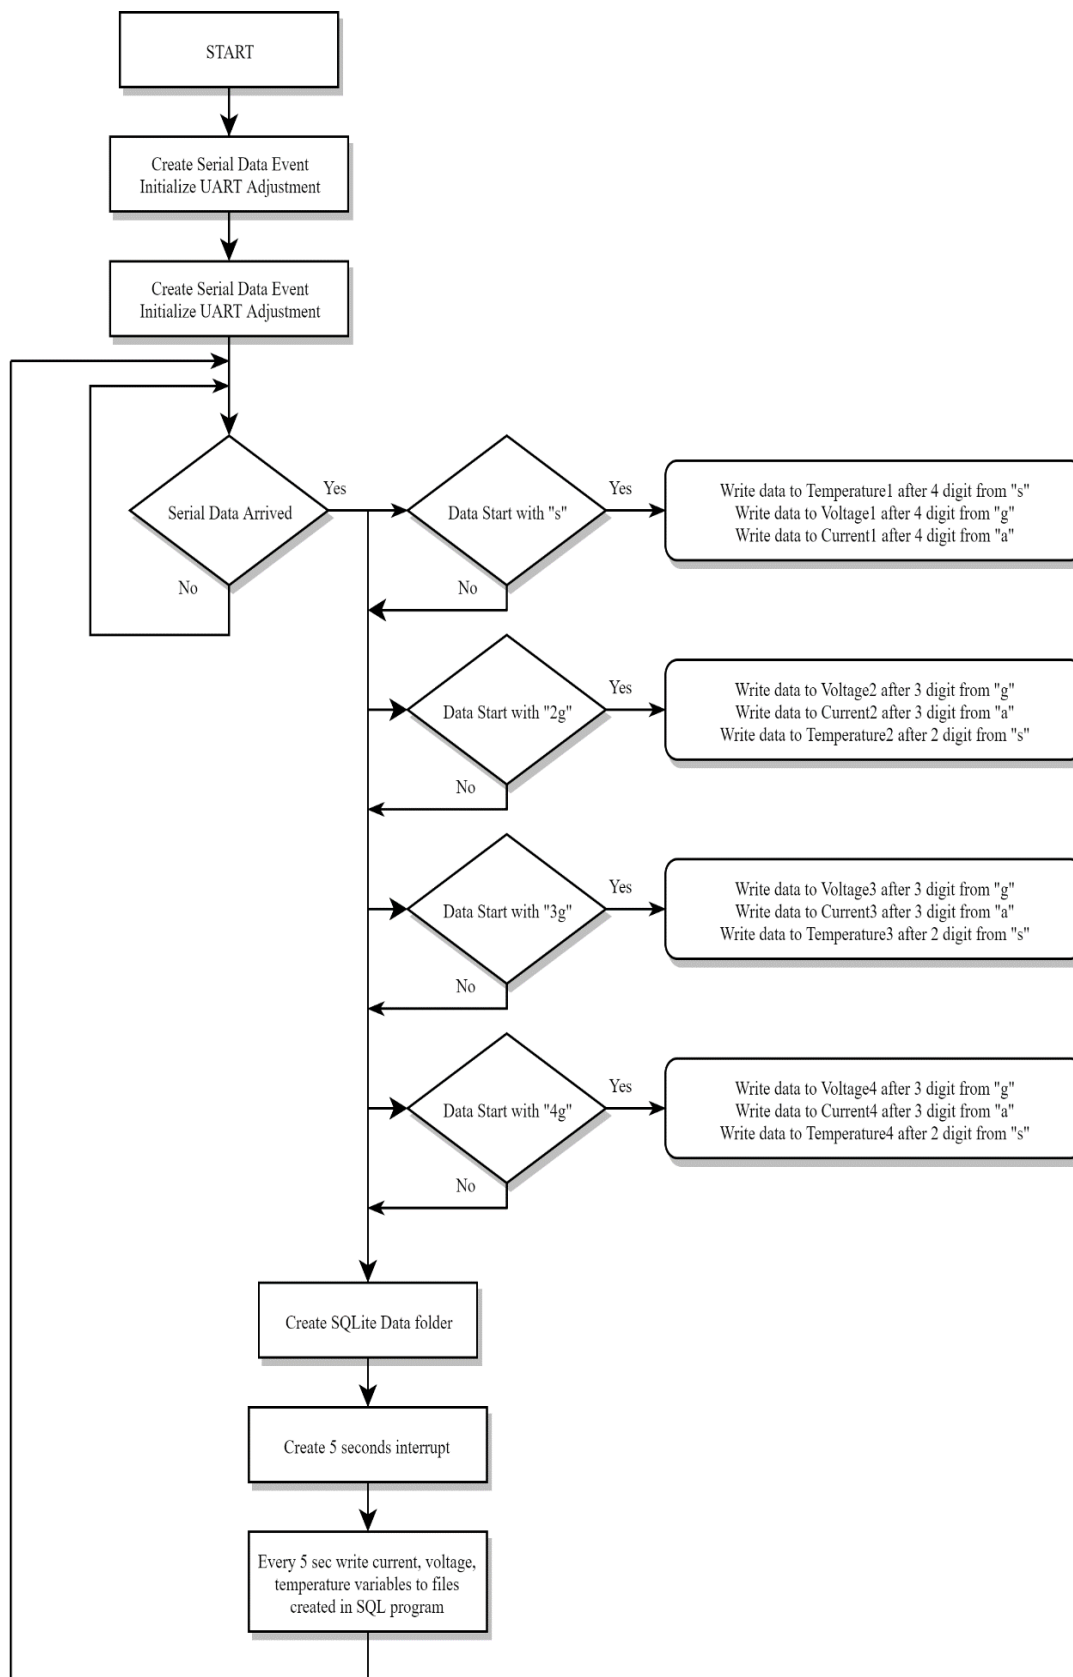 START
Create Serial Data Event
Initialize UART Adjustment
Create Serial Data Event
Initialize UART Adjustment
Serial Data Arrived
Yes
No
Data Start with "s"
Yes
No
Write data to Temperature1 after 4 digit from "s"
Write data to Voltage1 after 4 digit from "g"
Write data to Current1 after 4 digit from "a"
Data Start with "2g"
Yes
No
Write data to Voltage2 after 3 digit from "g"
Write data to Current2 after 3 digit from "a"
Write data to Temperature2 after 2 digit from "s"
Data Start with "3g"
Yes
No
Write data to Voltage3 after 3 digit from "g"
Write data to Current3 after 3 digit from "a"
Write data to Temperature3 after 2 digit from "s"
Data Start with "4g"
Yes
No
Write data to Voltage4 after 3 digit from "g"
Write data to Current4 after 3 digit from "a"
Write data to Temperature4 after 2 digit from "s"
Create SQLite Data folder
Create 5 seconds interrupt
Every 5 sec write current, voltage,
temperature variables to files
created in SQL program